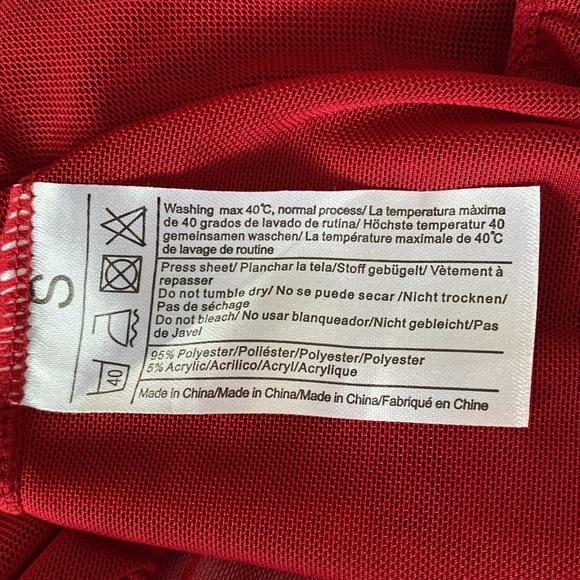 S
40
Washing max 40℃, normal process/ La temperatura màxima
de 40 grados de lavado de rutina/ Höchste temperatur 40
gemeinsamen waschen/ La température maximale de 40℃
de lavage de routine
Press sheet/ Planchar la tela/Stoff gebügelt/ Vètement à
repasser
Do not tumble dry/ No se puede secar /Nicht trocknen/
Pas de séchage
Do not bleach/ No usar blanqueador/Nicht gebleicht/Pas
de Javel
95% Polyester/Poliéster/Polyester/Polyester
5% Acrylic/Acrilico/Acryl/Acrylique
Made in China/Made in China/Made in China/Fabriqué en Chine